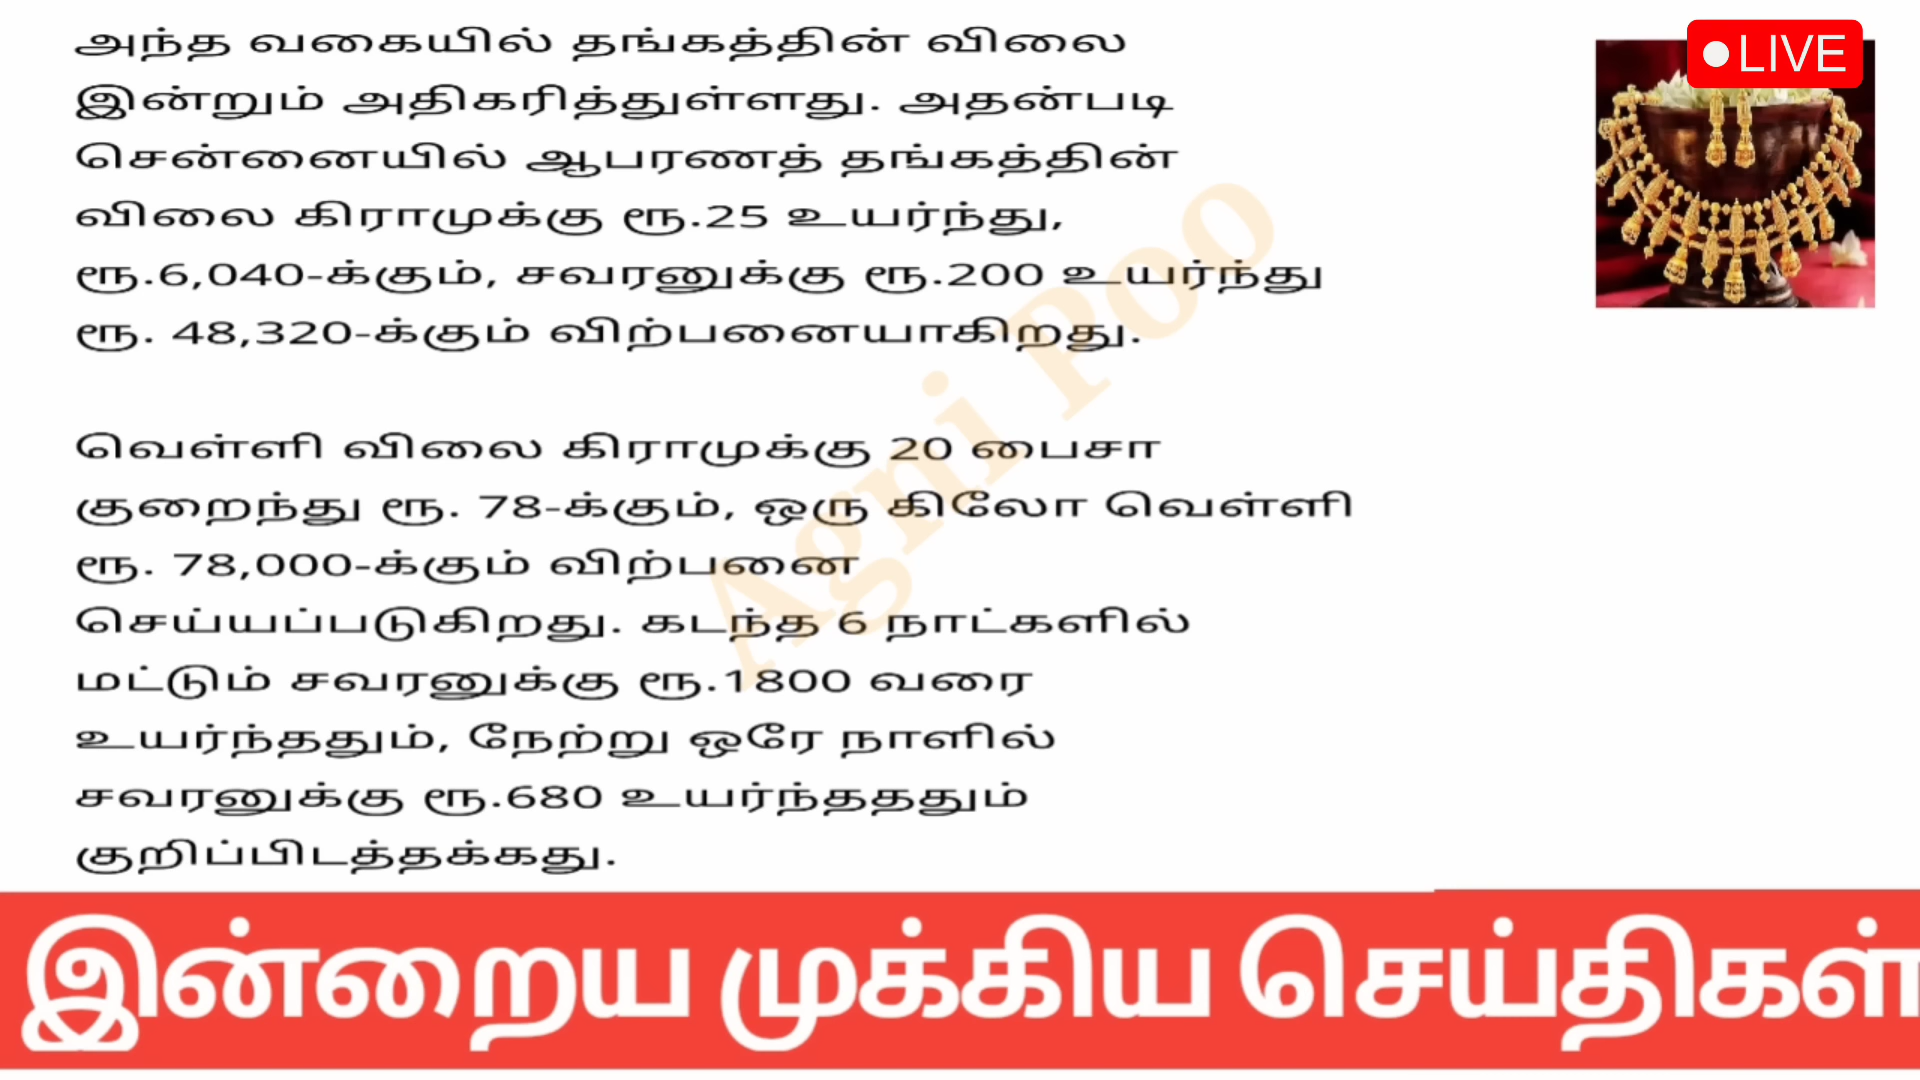 அந்த வகையில் தங்கத்தின் விலை
இன்றும் அதிகரித்துள்ளது. அதன்படி
சென்னையில் ஆபரணத் தங்கத்தின்
விலை கிராமுக்கு ரூ.25 உயர்ந்து,
ரூ.6,040-க்கும், சவரனுக்கு ரூ.200 உயர்ந்து
ரூ. 48,320-க்கும் விற்பனையாகிறது.
வெள்ளி விலை கிராமுக்கு 20 பைசா
குறைந்து ரூ. 78-க்கும், ஒரு கிலோ வெள்ளி
ரூ. 78,000-க்கும் விற்பனை
செய்யப்படுகிறது. கடந்த 6 நாட்களில்
மட்டும் சவரனுக்கு ரூ.1800 வரை
உயர்ந்ததும், நேற்று ஒரே நாளில்
சவரனுக்கு ரூ.680 உயர்ந்தததும்
குறிப்பிடத்தக்கது.
LIVE
Agni Poo
இன்றைய முக்கிய செய்திகள்